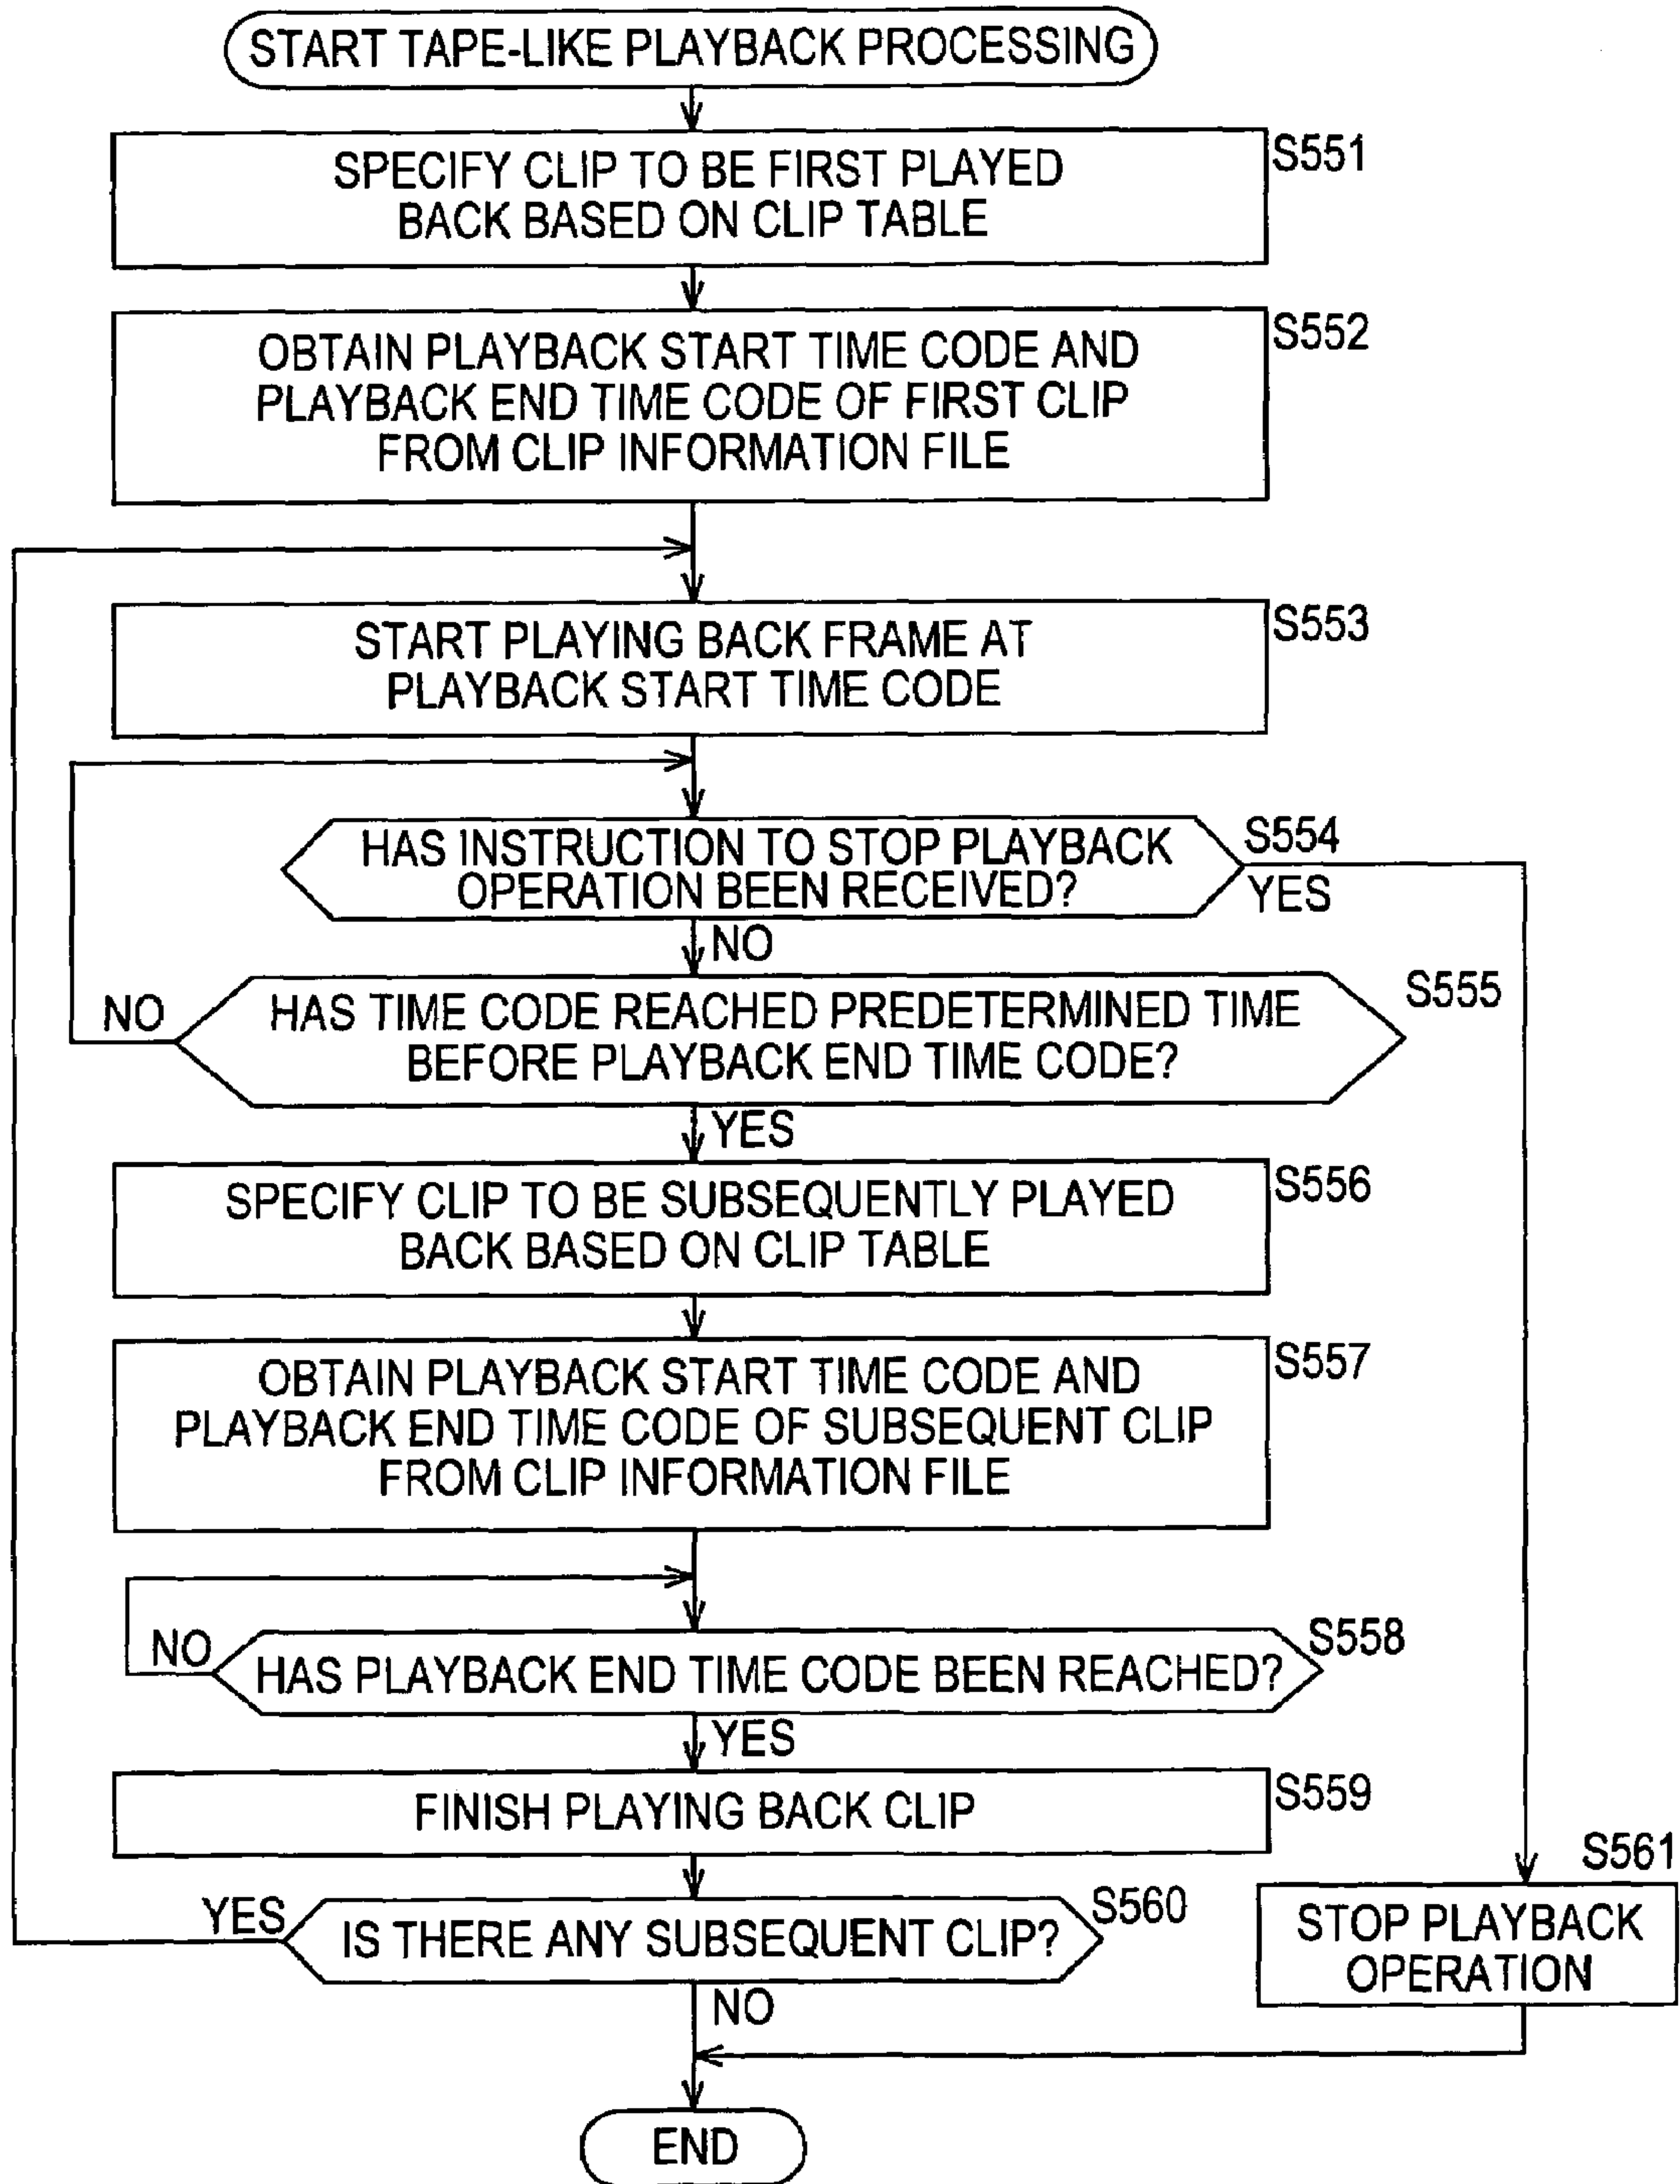 START TAPE-LIKE PLAYBACK PROCESSING
SPECIFY CLIP TO BE FIRST PLAYED
BACK BASED ON CLIP TABLE
S551
OBTAIN PLAYBACK START TIME CODE AND
PLAYBACK END TIME CODE OF FIRST CLIP
FROM CLIP INFORMATION FILE
S552
START PLAYING BACK FRAME AT
PLAYBACK START TIME CODE
S553
HAS INSTRUCTION TO STOP PLAYBACK
OPERATION BEEN RECEIVED?
S554
YES
NO
HAS TIME CODE REACHED PREDETERMINED TIME
BEFORE PLAYBACK END TIME CODE?
S555
NO
YES
SPECIFY CLIP TO BE SUBSEQUENTLY PLAYED
BACK BASED ON CLIP TABLE
S556
OBTAIN PLAYBACK START TIME CODE AND
PLAYBACK END TIME CODE OF SUBSEQUENT CLIP
FROM CLIP INFORMATION FILE
S557
NO
HAS PLAYBACK END TIME CODE BEEN REACHED?
S558
YES
FINISH PLAYING BACK CLIP
S559
YES
IS THERE ANY SUBSEQUENT CLIP?
S560
NO
S561
STOP PLAYBACK
OPERATION
END